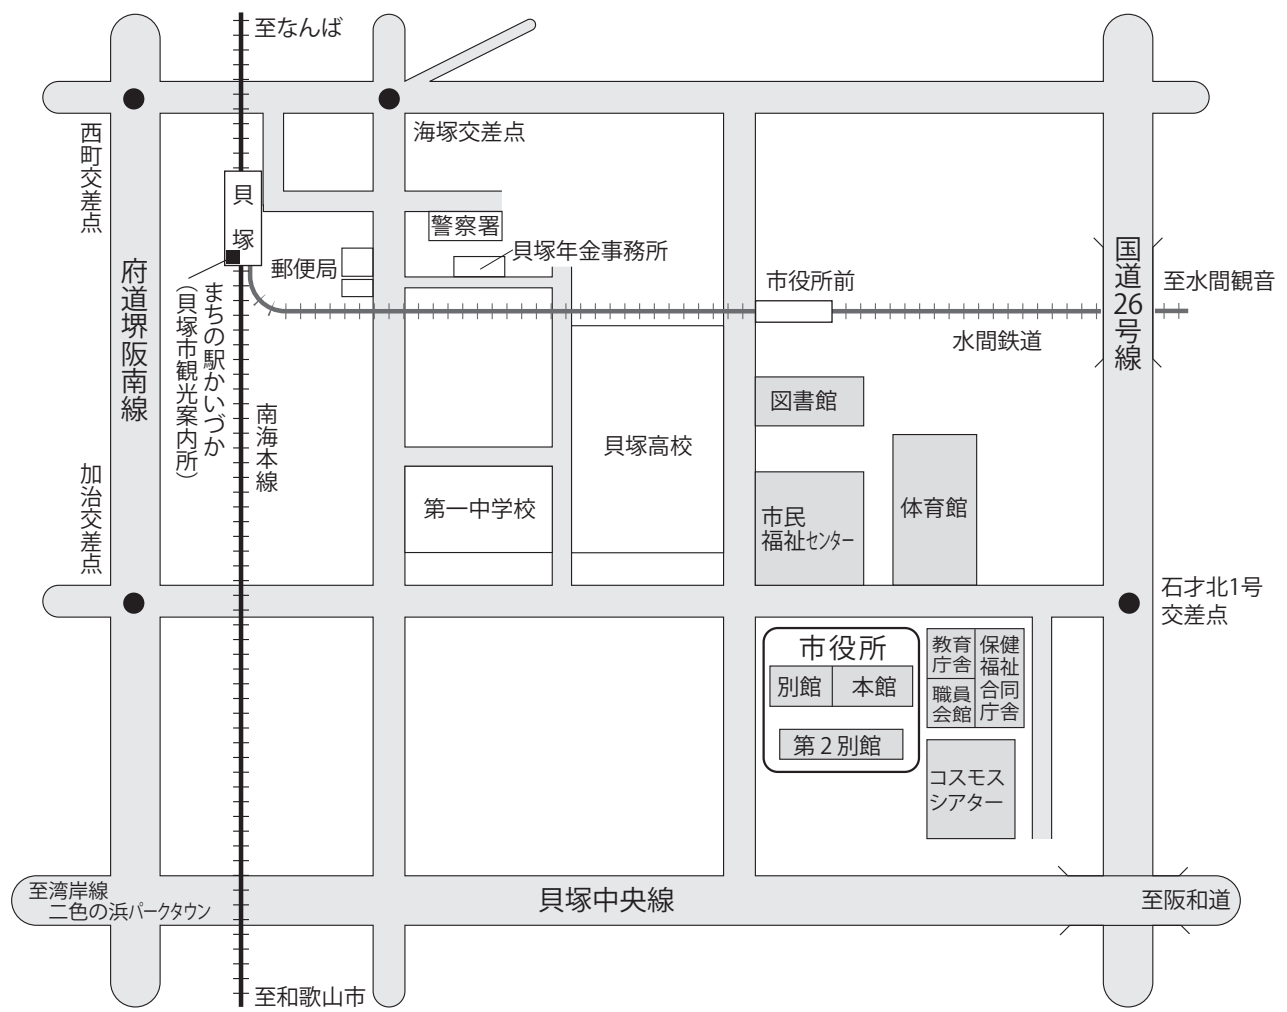 至なんば
海塚交差点
西町交差点
貝塚
警察署
貝塚年金事務所
郵便局
市役所前
国道26号線
至水間観音
府道堺阪南線
まちの駅かいづか
（貝塚市観光案内所）
水間鉄道
図書館
南海本線
貝塚高校
加治交差点
第一中学校
市民
福祉センター
体育館
石才北1号
交差点
市役所
別館
本館
第２別館
教育
庁舎
職員
会館
保健
福祉
合同
庁舎
コスモス
シアター
至湾岸線
二色の浜パークタウン
貝塚中央線
至阪和道
至和歌山市